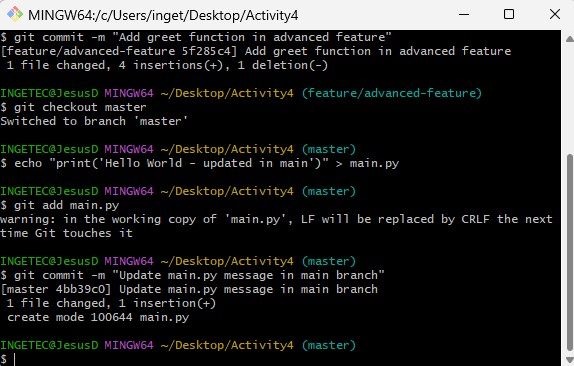 MINGW64:/c/Users/inget/Desktop/Activity4
$ git commit -m "Add greet function in advanced feature"
[feature/advanced-feature 5f285c4] Add greet function in advanced feature
 1 file changed, 4 insertions(+), 1 deletion(-)
INGETEC@JesusD MINGW64 ~/Desktop/Activity4 (feature/advanced-feature)
$ git checkout master
Switched to branch 'master'
INGETEC@JesusD MINGW64 ~/Desktop/Activity4 (master)
$ echo "print('Hello World - updated in main')" > main.py
INGETEC@JesusD MINGW64 ~/Desktop/Activity4 (master)
$ git add main.py
warning: in the working copy of 'main.py', LF will be replaced by CRLF the next
time Git touches it
INGETEC@JesusD MINGW64 ~/Desktop/Activity4 (master)
$ git commit -m "Update main.py message in main branch"
[master 4bb39c0] Update main.py message in main branch
 1 file changed, 1 insertion(+)
 create mode 100644 main.py
INGETEC@JesusD MINGW64 ~/Desktop/Activity4 (master)
$